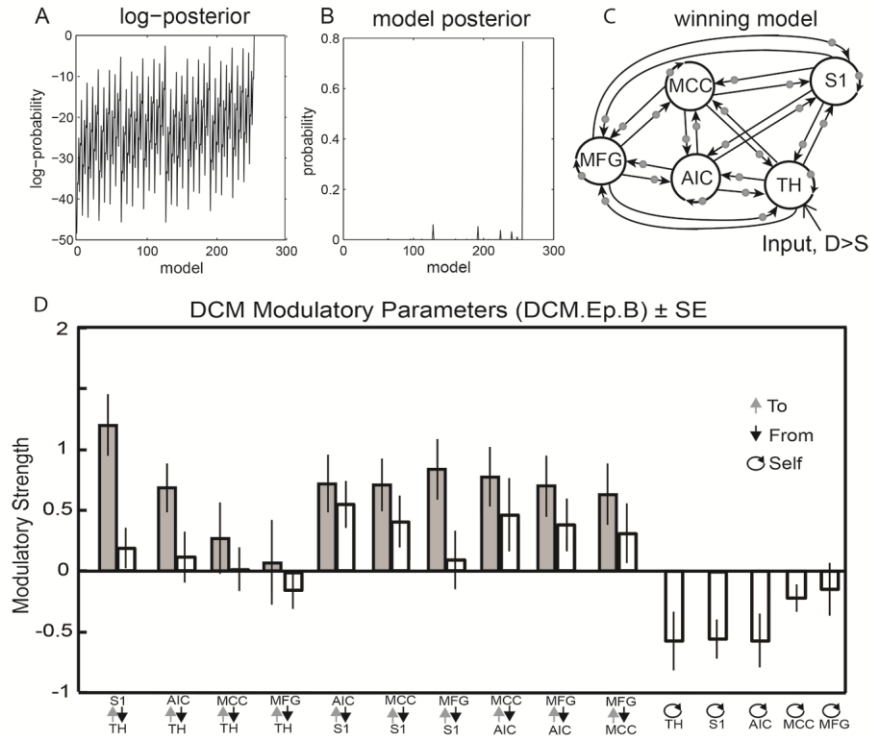 A
log−posterior
0
−10
−20
−30
−40
−50
log−probability
0
100
200
300
model
B
model posterior
0.8
0.6
0.4
0.2
0
probability
0
100
200
300
model
C
winning model
MCC
S1
MFG
AIC
TH
Input, D>S
D
DCM Modulatory Parameters (DCM.Ep.B) ± SE
2
1
0.5
0
-0.5
-1
Modulatory Strength
To
From
Self
S1 AIC MCC MFG AIC MCC MFG MCC MFG MFG
TH TH TH TH S1 S1 S1 AIC AIC MCC TH S1 AIC MCC MFG